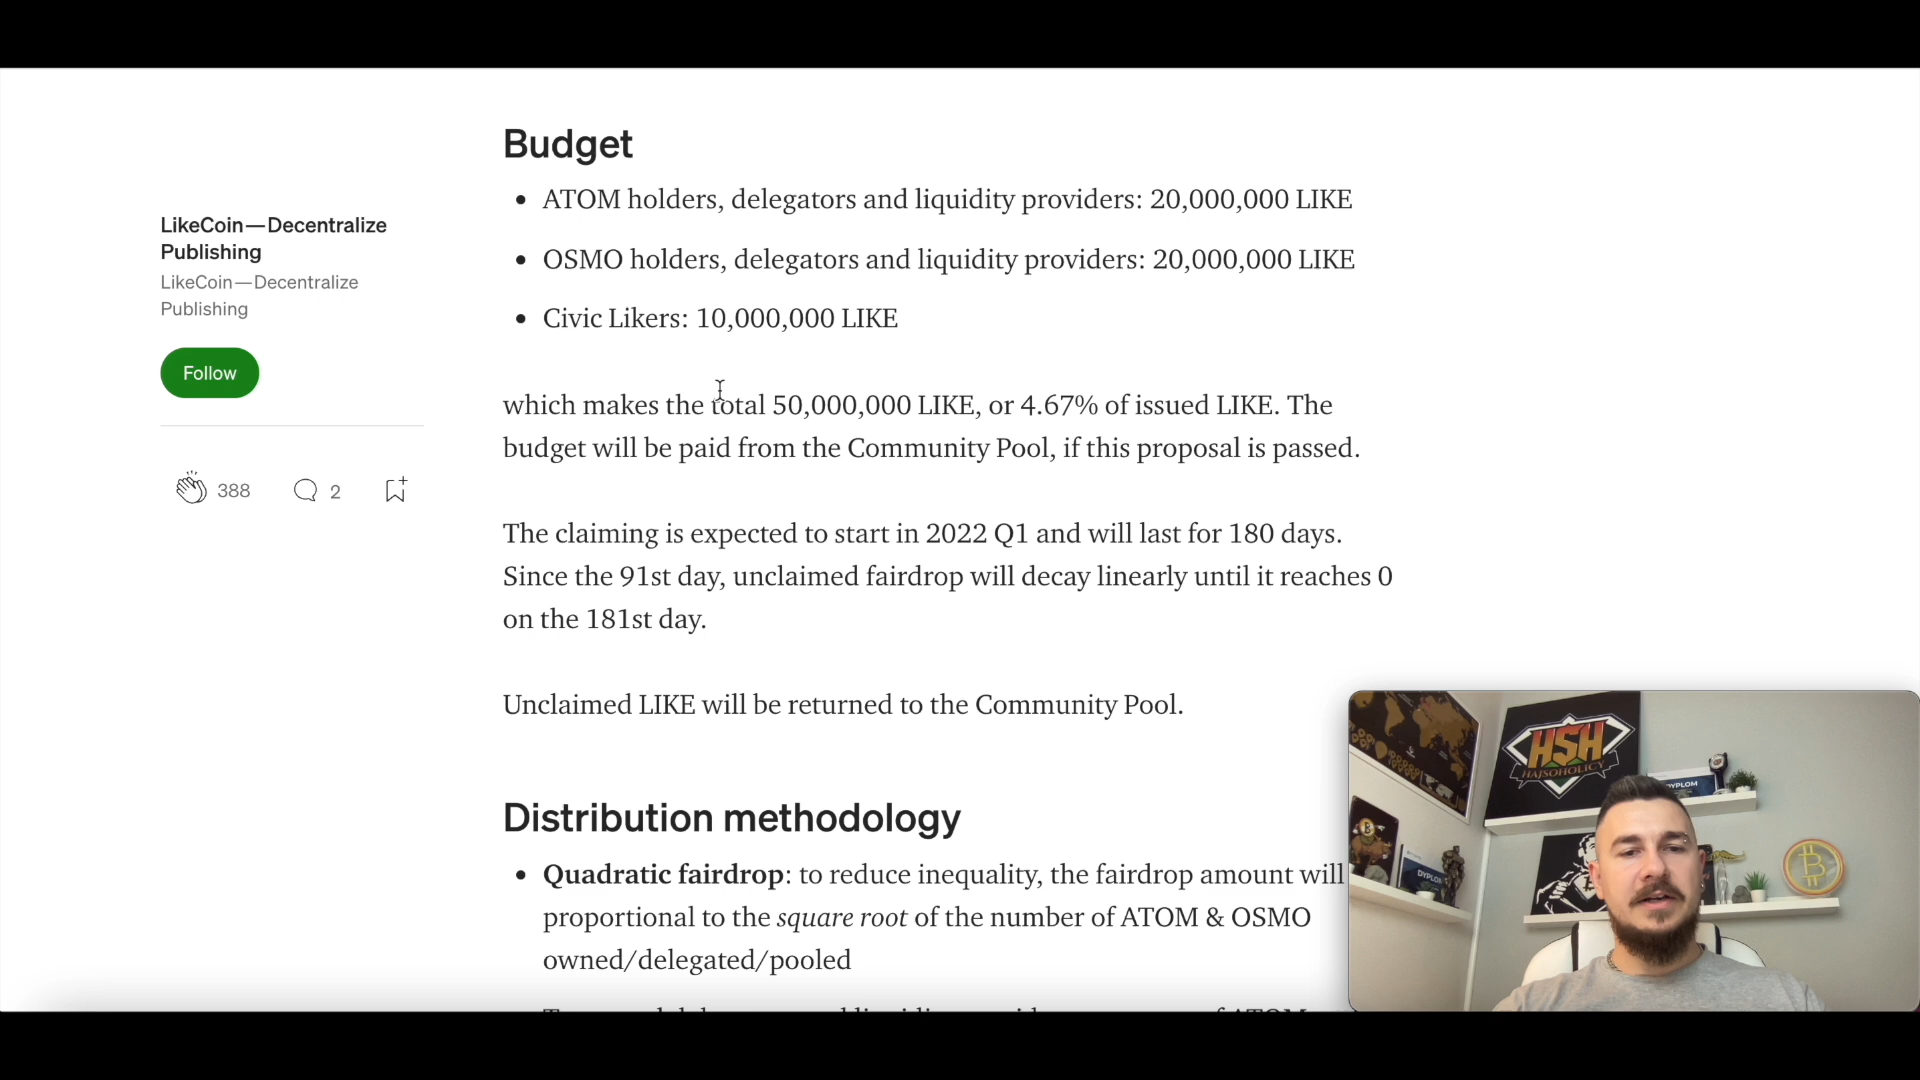 Budget
• ATOM holders, delegators and liquidity providers: 20,000,000 LIKE
• OSMO holders, delegators and liquidity providers: 20,000,000 LIKE
• Civic Likers: 10,000,000 LIKE
which makes the total 50,000,000 LIKE, or 4.67% of issued LIKE. The
budget will be paid from the Community Pool, if this proposal is passed.
The claiming is expected to start in 2022 Q1 and will last for 180 days.
Since the 91st day, unclaimed fairdrop will decay linearly until it reaches 0
on the 181st day.
Unclaimed LIKE will be returned to the Community Pool.
Distribution methodology
• Quadratic fairdrop: to reduce inequality, the fairdrop amount will
proportional to the square root of the number of ATOM & OSMO
owned/delegated/pooled
LikeCoin—Decentralize
Publishing
LikeCoin—Decentralize
Publishing
Follow
388
2
HSH
HAJSOHOLICY
DYPLOM
DYPLOM